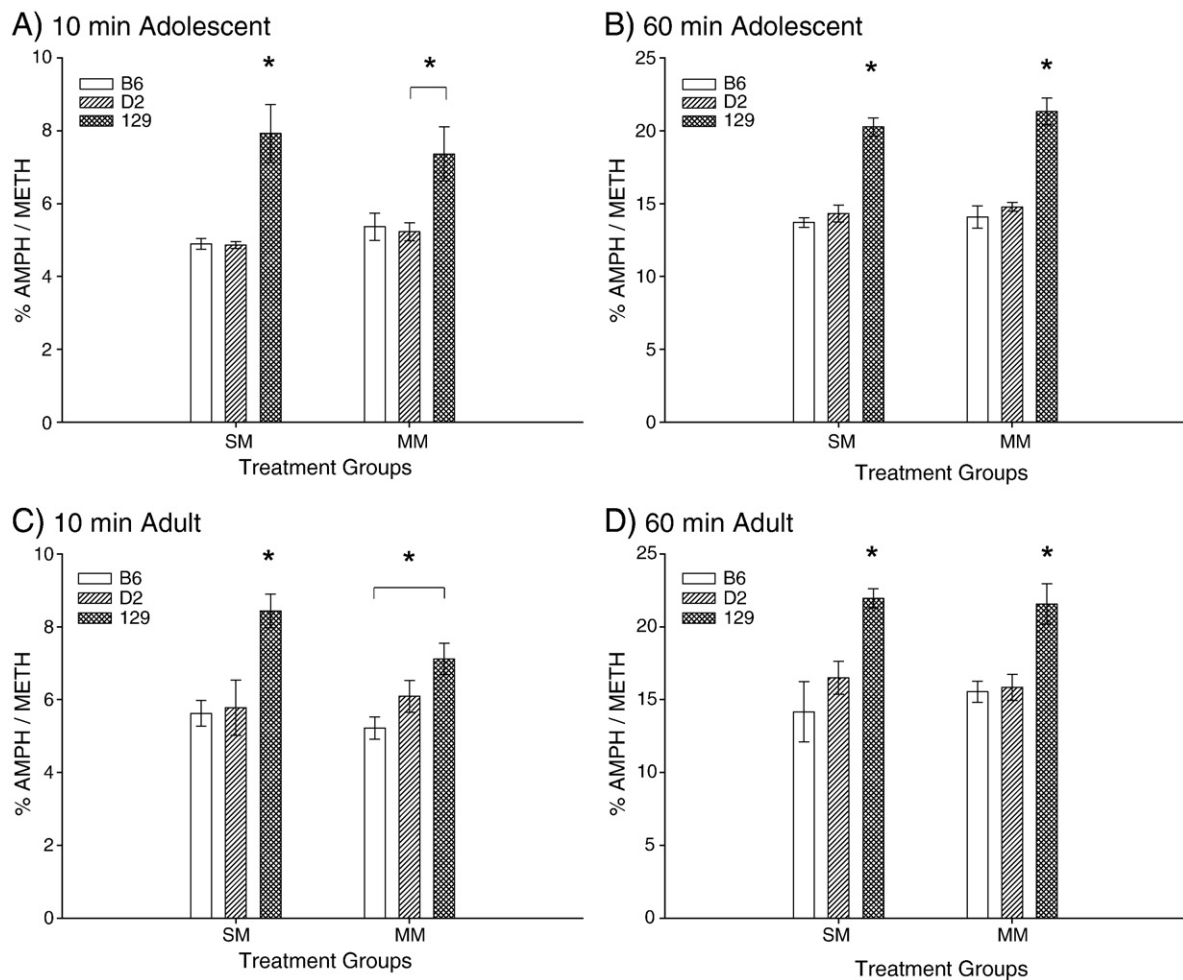 A) 10 min Adolescent
% AMPH / METH
10
8
6
4
2
0
B6
D2
129
*
*
SM
MM
Treatment Groups
B) 60 min Adolescent
% AMPH / METH
25
20
15
10
5
0
B6
D2
129
*
*
SM
MM
Treatment Groups
C) 10 min Adult
% AMPH / METH
10
8
6
4
2
0
B6
D2
129
*
*
SM
MM
Treatment Groups
D) 60 min Adult
% AMPH / METH
25
20
15
10
5
0
B6
D2
129
*
*
SM
MM
Treatment Groups